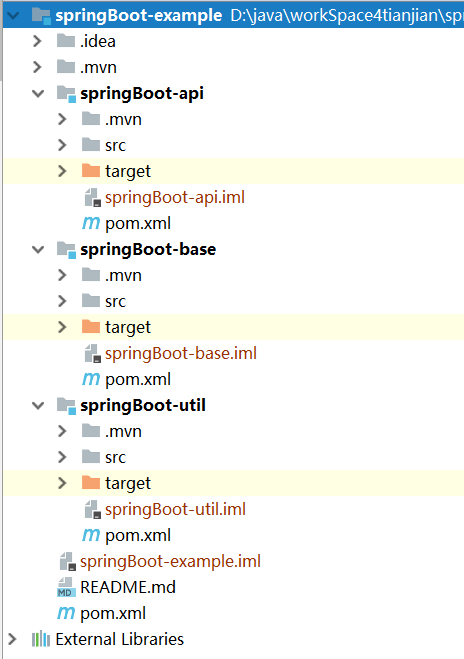 springBoot-example D:\java\workSpace4tianjian\sp
.idea
.mvn
springBoot-api
.mvn
src
target
springBoot-api.iml
pom.xml
springBoot-base
.mvn
src
target
springBoot-base.iml
pom.xml
springBoot-util
.mvn
src
target
springBoot-util.iml
pom.xml
springBoot-example.iml
README.md
pom.xml
External Libraries